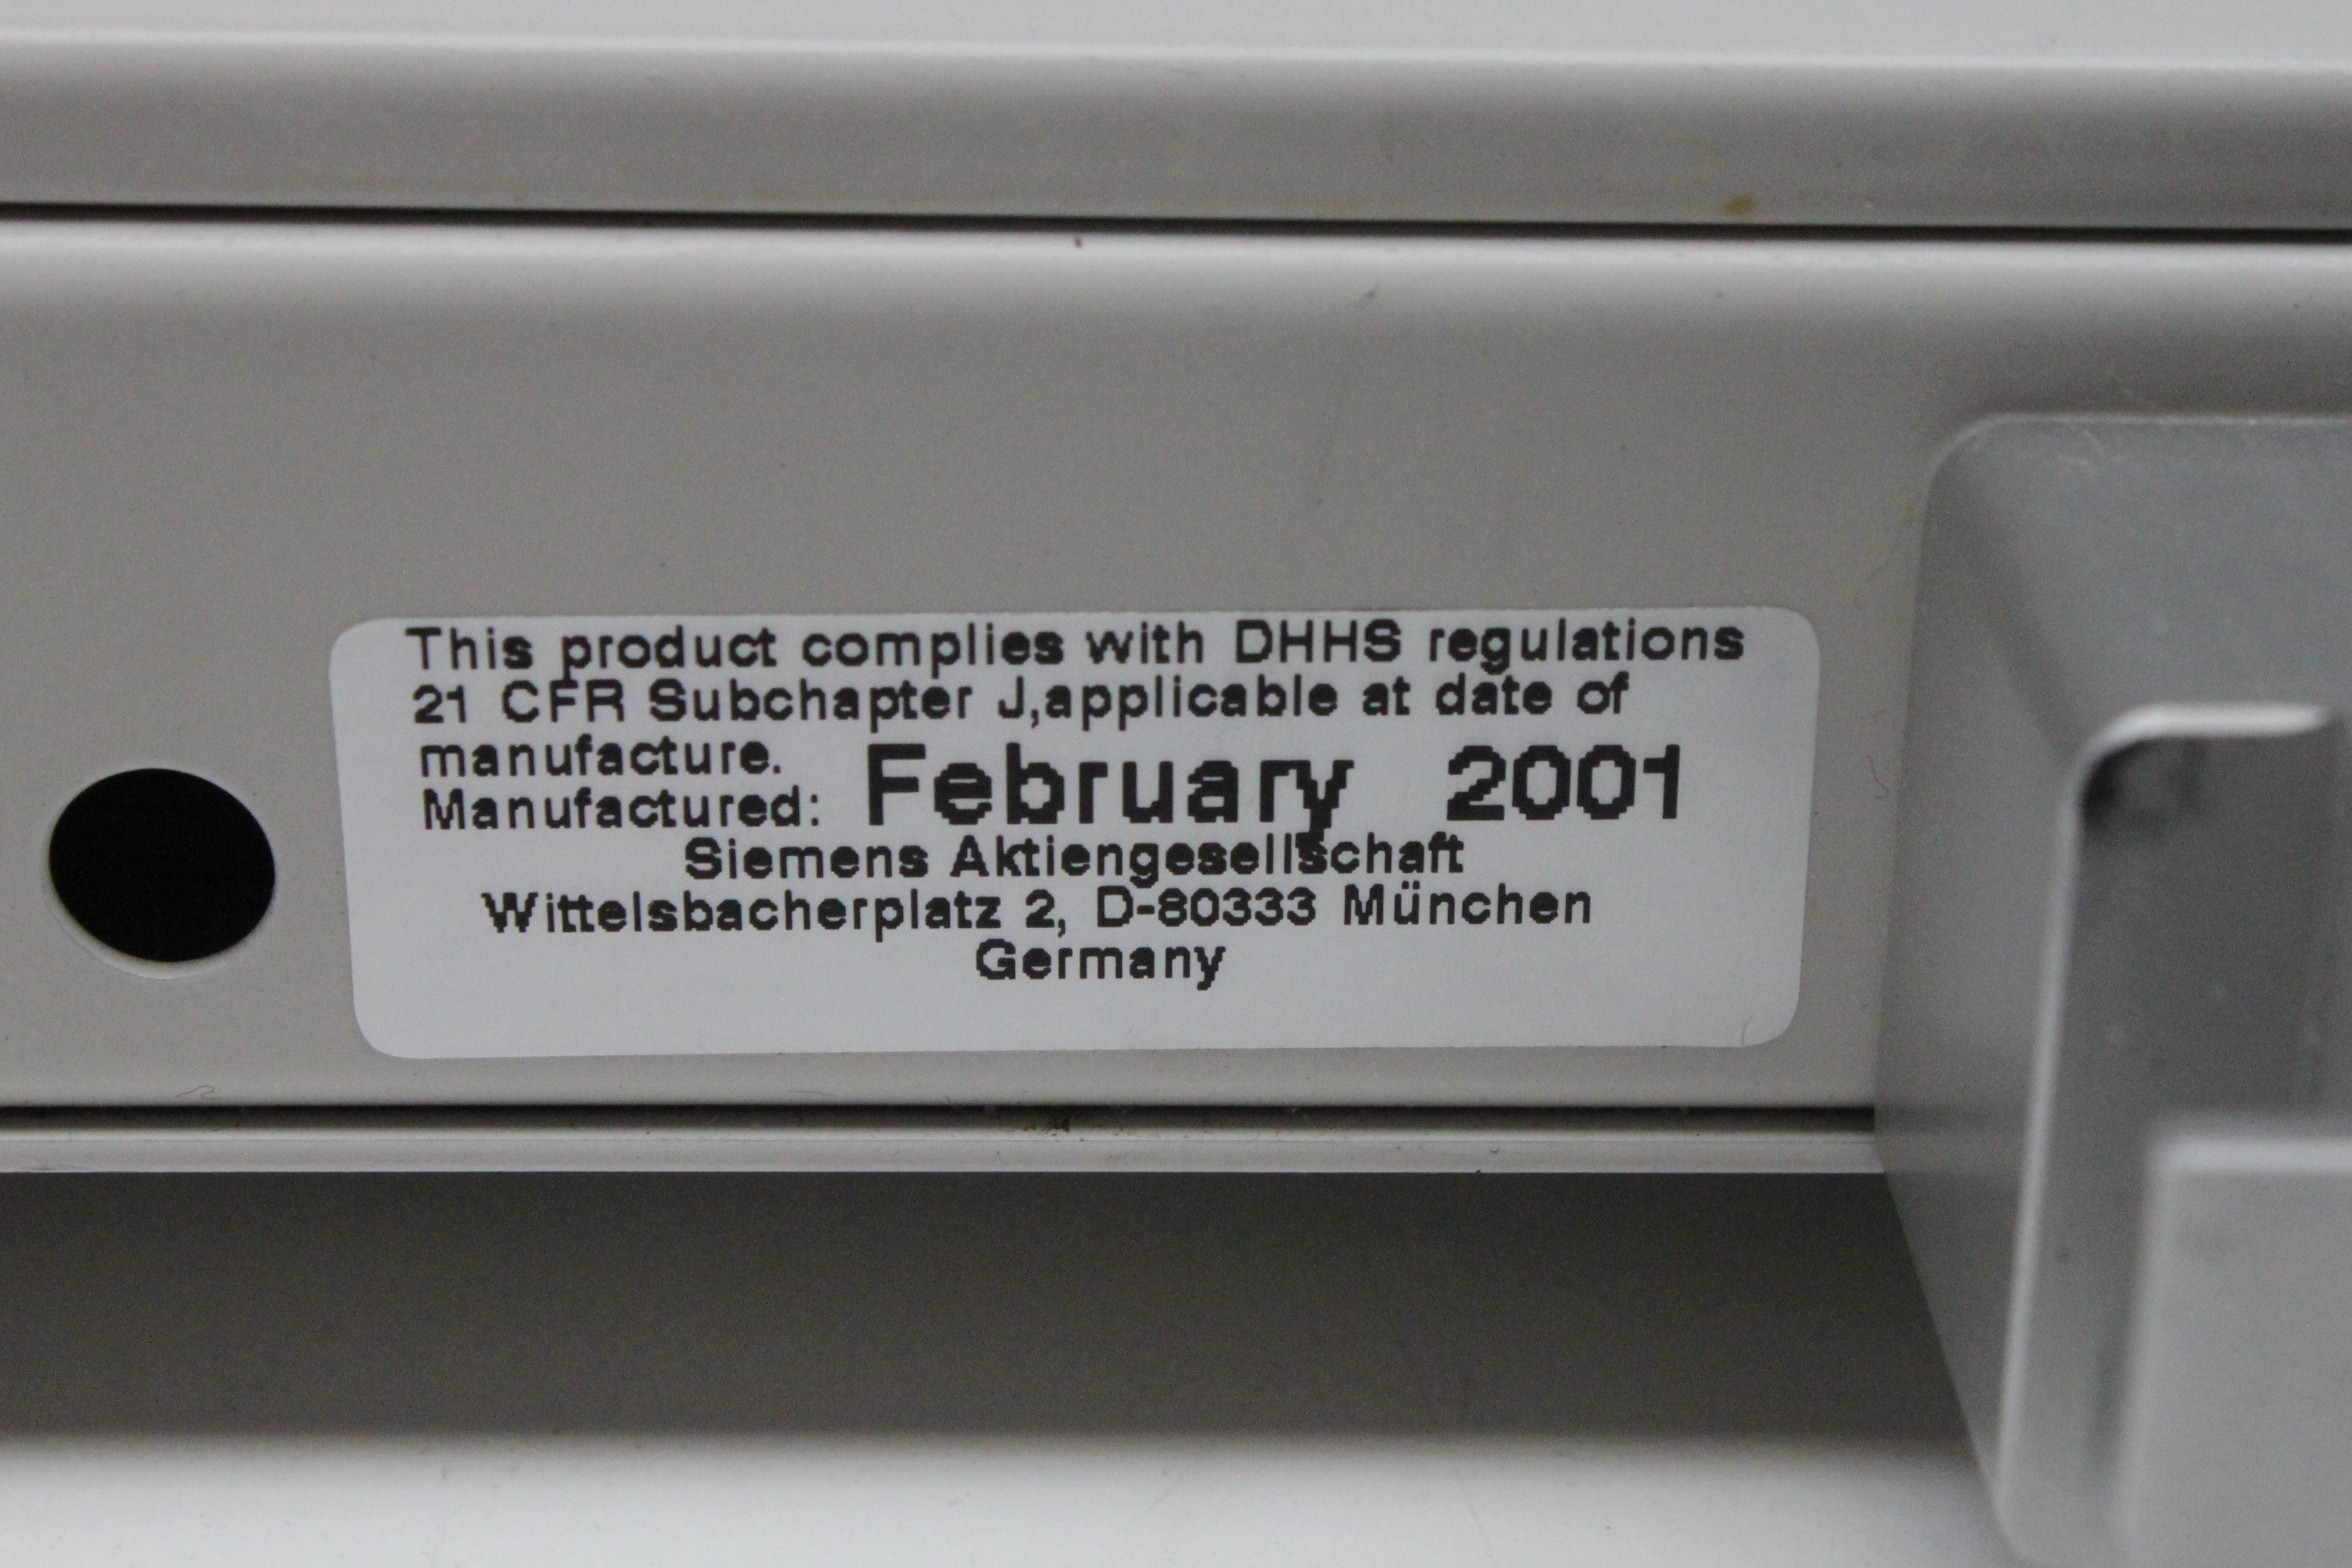 This product complies with DHHS regulations
21 CFR Subchapter J,applicable at date of
manufacture.
Manufactured: February 2001
Siemens Aktiengesellschaft
Wittelsbacherplatz 2, D-80333 München
Germany